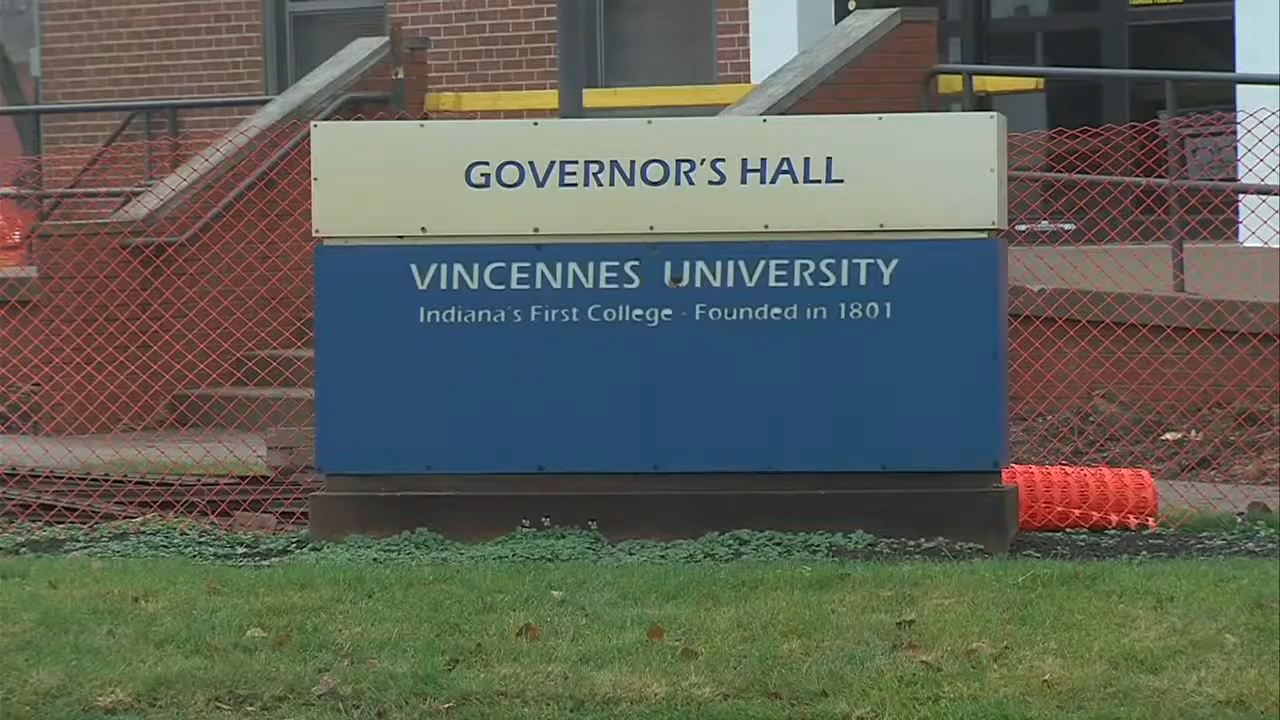 GOVERNOR'S HALL
VINCENNES UNIVERSITY
Indiana's First College - Founded in 1801